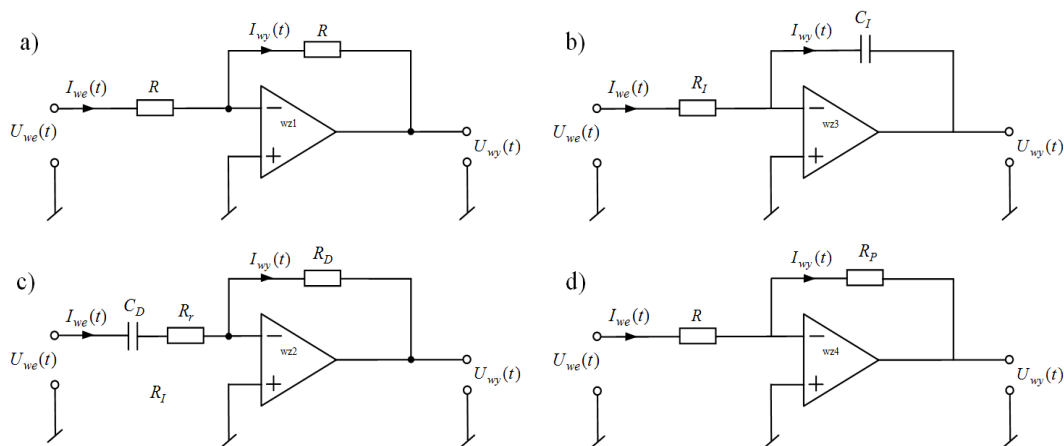 a)
I_wy(t) R
I_we(t) R
U_we(t)
− wz1 +
U_wy(t)
b)
I_wy(t) C_I
I_we(t) R_I
U_we(t)
− wz3 +
U_wy(t)
c)
I_wy(t) R_D
I_we(t) C_D R_r
U_we(t)
− wz2 +
R_I
U_wy(t)
d)
I_wy(t) R_P
I_we(t) R
U_we(t)
− wz4 +
U_wy(t)